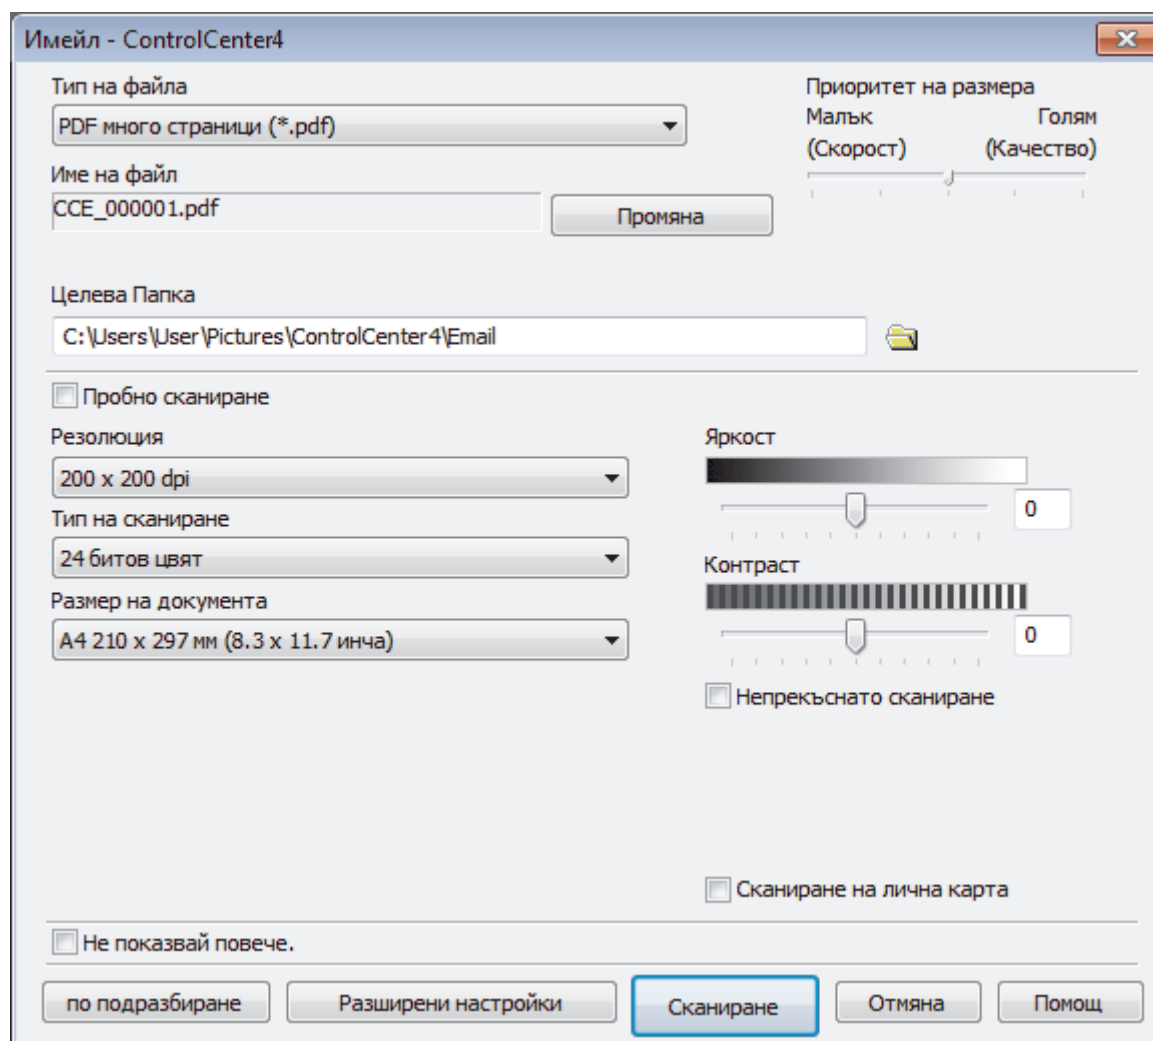 Имейл - ControlCenter4
Тип на файла
PDF много страници (*.pdf)
Име на файл
CCE_000001.pdf
Промяна
Приоритет на размера
Малък Голям
(Скорост) (Качество)
Целева Папка
C:\Users\User\Pictures\ControlCenter4\Email
Пробно сканиране
Резолюция
200 x 200 dpi
Тип на сканиране
24 битов цвят
Размер на документа
A4 210 x 297 мм (8.3 x 11.7 инча)
Яркост
0
Контраст
0
Непрекъснато сканиране
Сканиране на лична карта
Не показвай повече.
по подразбиране Разширени настройки Сканиране Отмяна Помощ